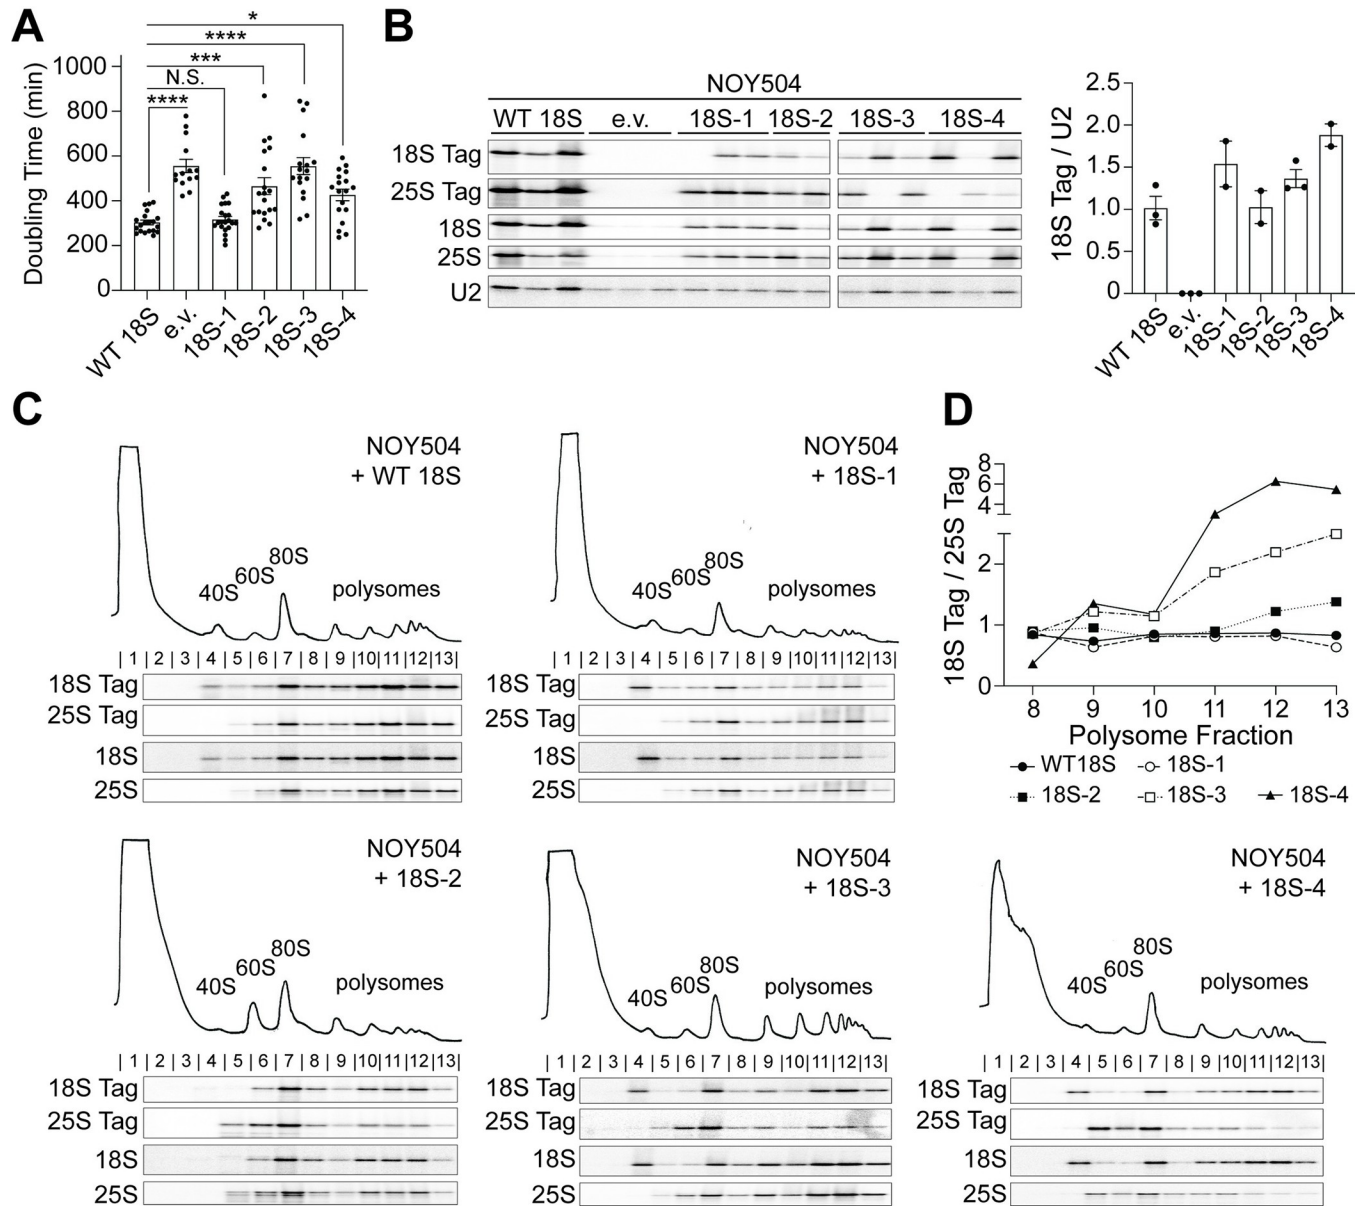 A
Doubling Time (min)
1000
800
600
400
200
0
*
****
***
N.S.
****
WT 18S
e.v.
18S-1
18S-2
18S-3
18S-4
B
NOY504
WT 18S e.v. 18S-1 18S-2 18S-3 18S-4
18S Tag
25S Tag
18S
25S
U2
18S Tag / U2
2.5
2.0
1.5
1.0
0.5
0
WT 18S
e.v.
18S-1
18S-2
18S-3
18S-4
C
NOY504
+ WT 18S
40S 60S 80S polysomes
| 1 | 2 | 3 | 4 | 5 | 6 | 7 | 8 | 9 | 10 | 11 | 12 | 13 |
18S Tag
25S Tag
18S
25S
NOY504
+ 18S-1
40S 60S 80S polysomes
| 1 | 2 | 3 | 4 | 5 | 6 | 7 | 8 | 9 | 10 | 11 | 12 | 13 |
18S Tag
25S Tag
18S
25S
D
18S Tag / 25S Tag
8
6
4
2
1
0
8 9 10 11 12 13
Polysome Fraction
WT18S 18S-1
18S-2 18S-3 18S-4
NOY504
+ 18S-2
40S 60S 80S polysomes
| 1 | 2 | 3 | 4 | 5 | 6 | 7 | 8 | 9 | 10 | 11 | 12 | 13 |
18S Tag
25S Tag
18S
25S
NOY504
+ 18S-3
40S 60S 80S polysomes
| 1 | 2 | 3 | 4 | 5 | 6 | 7 | 8 | 9 | 10 | 11 | 12 | 13 |
18S Tag
25S Tag
18S
25S
NOY504
+ 18S-4
40S 60S 80S polysomes
| 1 | 2 | 3 | 4 | 5 | 6 | 7 | 8 | 9 | 10 | 11 | 12 | 13 |
18S Tag
25S Tag
18S
25S